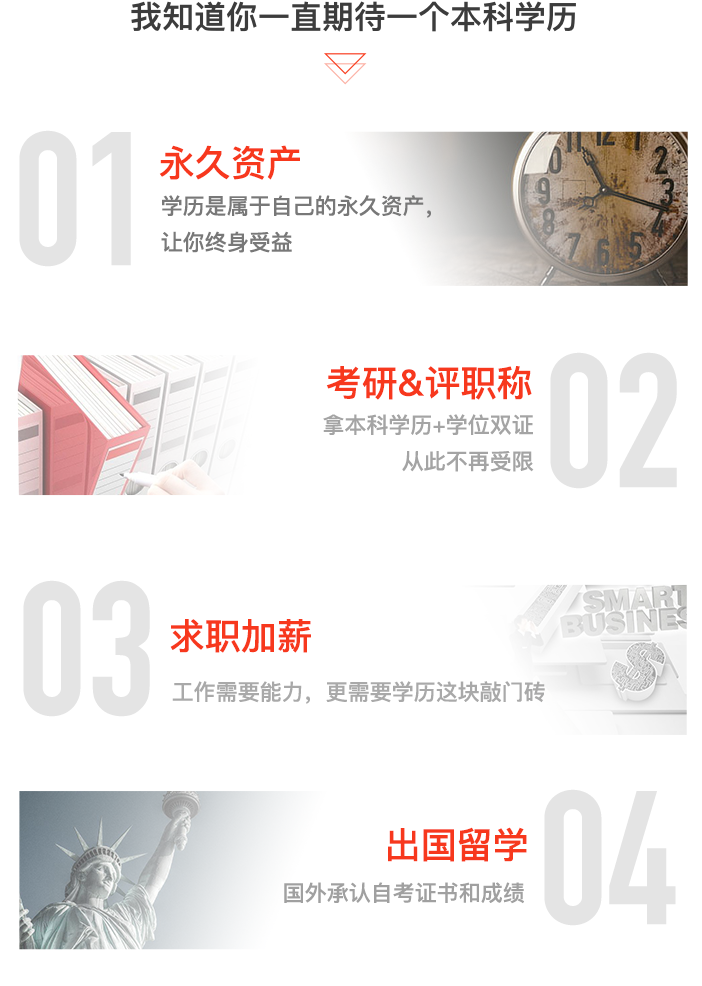 我知道你一直期待一个本科学历
01
永久资产
学历是属于自己的永久资产，
让你终身受益
考研&评职称
02
拿本科学历+学位双证
从此不再受限
03
求职加薪
工作需要能力，更需要学历这块敲门砖
SMART
BUSINESS
$
04
出国留学
国外承认自考证书和成绩